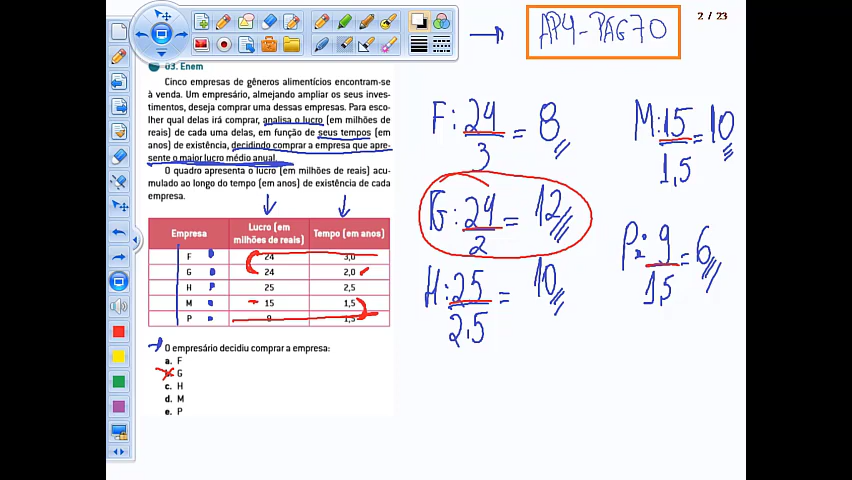 AP4-PAG70
2 / 23
03. Enem
Cinco empresas de gêneros alimentícios encontram-se
à venda. Um empresário, almejando ampliar os seus inves-
timentos, deseja comprar uma dessas empresas. Para esco-
lher qual delas irá comprar, analisa o lucro (em milhões de
reais) de cada uma delas, em função de seus tempos (em
anos) de existência, decidindo comprar a empresa que apre-
sente o maior lucro médio anual.
O quadro apresenta o lucro (em milhões de reais) acu-
mulado ao longo do tempo (em anos) de existência de cada
empresa.
Empresa Lucro (em milhões de reais) Tempo (em anos)
F 24 3,0
G 24 2,0
H 25 2,5
M 15 1,5
P 9 1,5
O empresário decidiu comprar a empresa:
a. F
G
c. H
d. M
e. P
F: 24/3 = 8
G: 24/2 = 12
H: 25/2,5 = 10
M: 15/1,5 = 10
P: 9/1,5 = 6